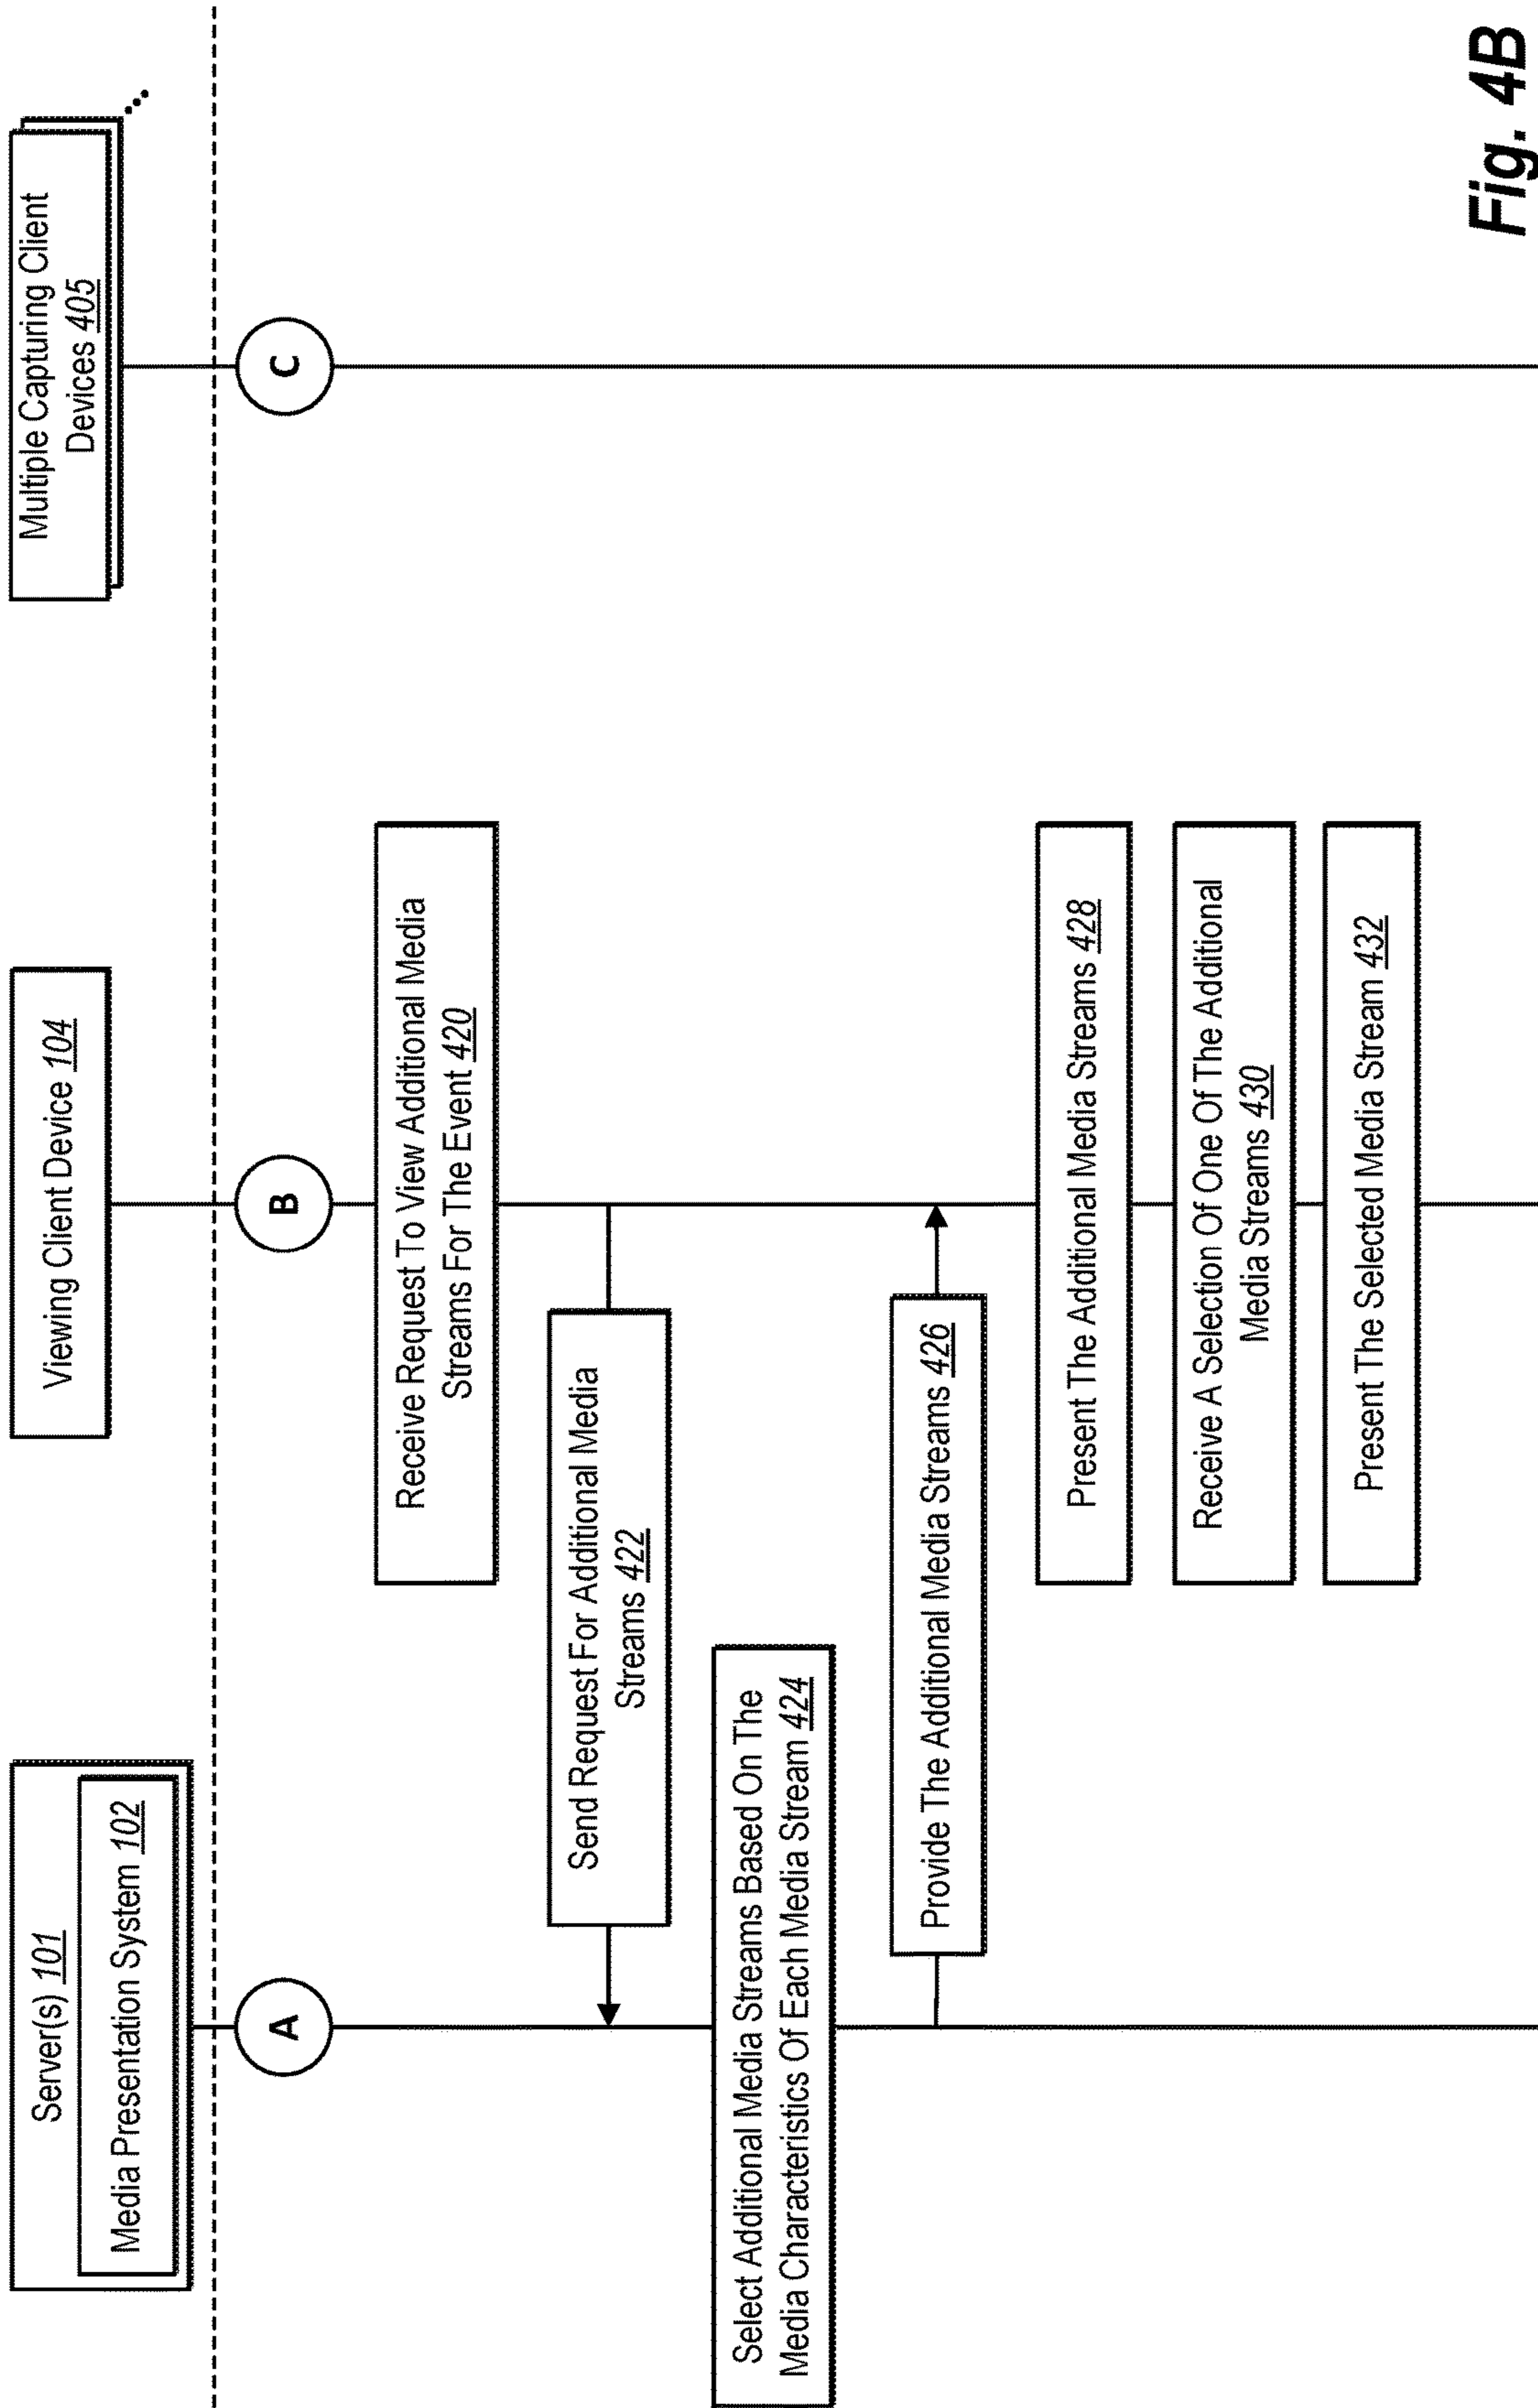 Server(s) 101
Media Presentation System 102
Viewing Client Device 104
Multiple Capturing Client
Devices 405
A
B
C
Receive Request To View Additional Media
Streams For The Event 420
Send Request For Additional Media
Streams 422
Select Additional Media Streams Based On The
Media Characteristics Of Each Media Stream 424
Provide The Additional Media Streams 426
Present The Additional Media Streams 428
Receive A Selection Of One Of The Additional
Media Streams 430
Present The Selected Media Stream 432
Fig. 4B